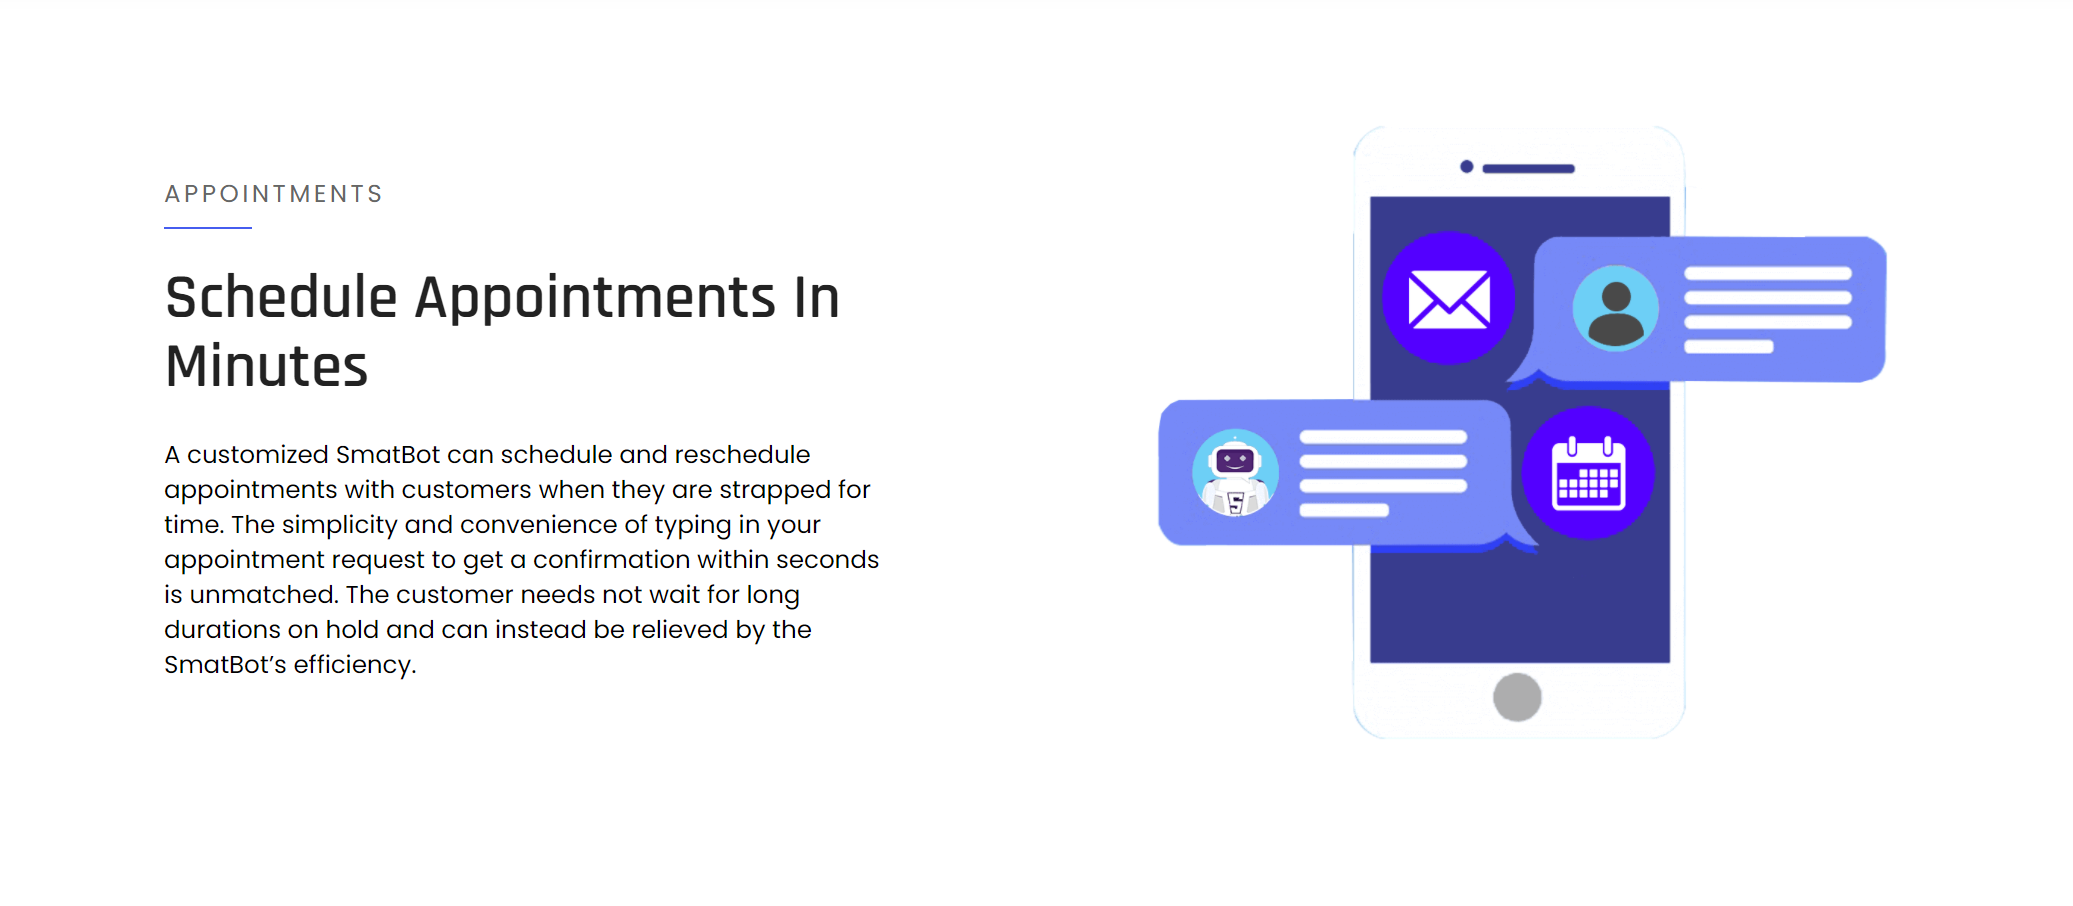 APPOINTMENTS
Schedule Appointments In
Minutes
A customized SmatBot can schedule and reschedule
appointments with customers when they are strapped for
time. The simplicity and convenience of typing in your
appointment request to get a confirmation within seconds
is unmatched. The customer needs not wait for long
durations on hold and can instead be relieved by the
SmatBot’s efficiency.